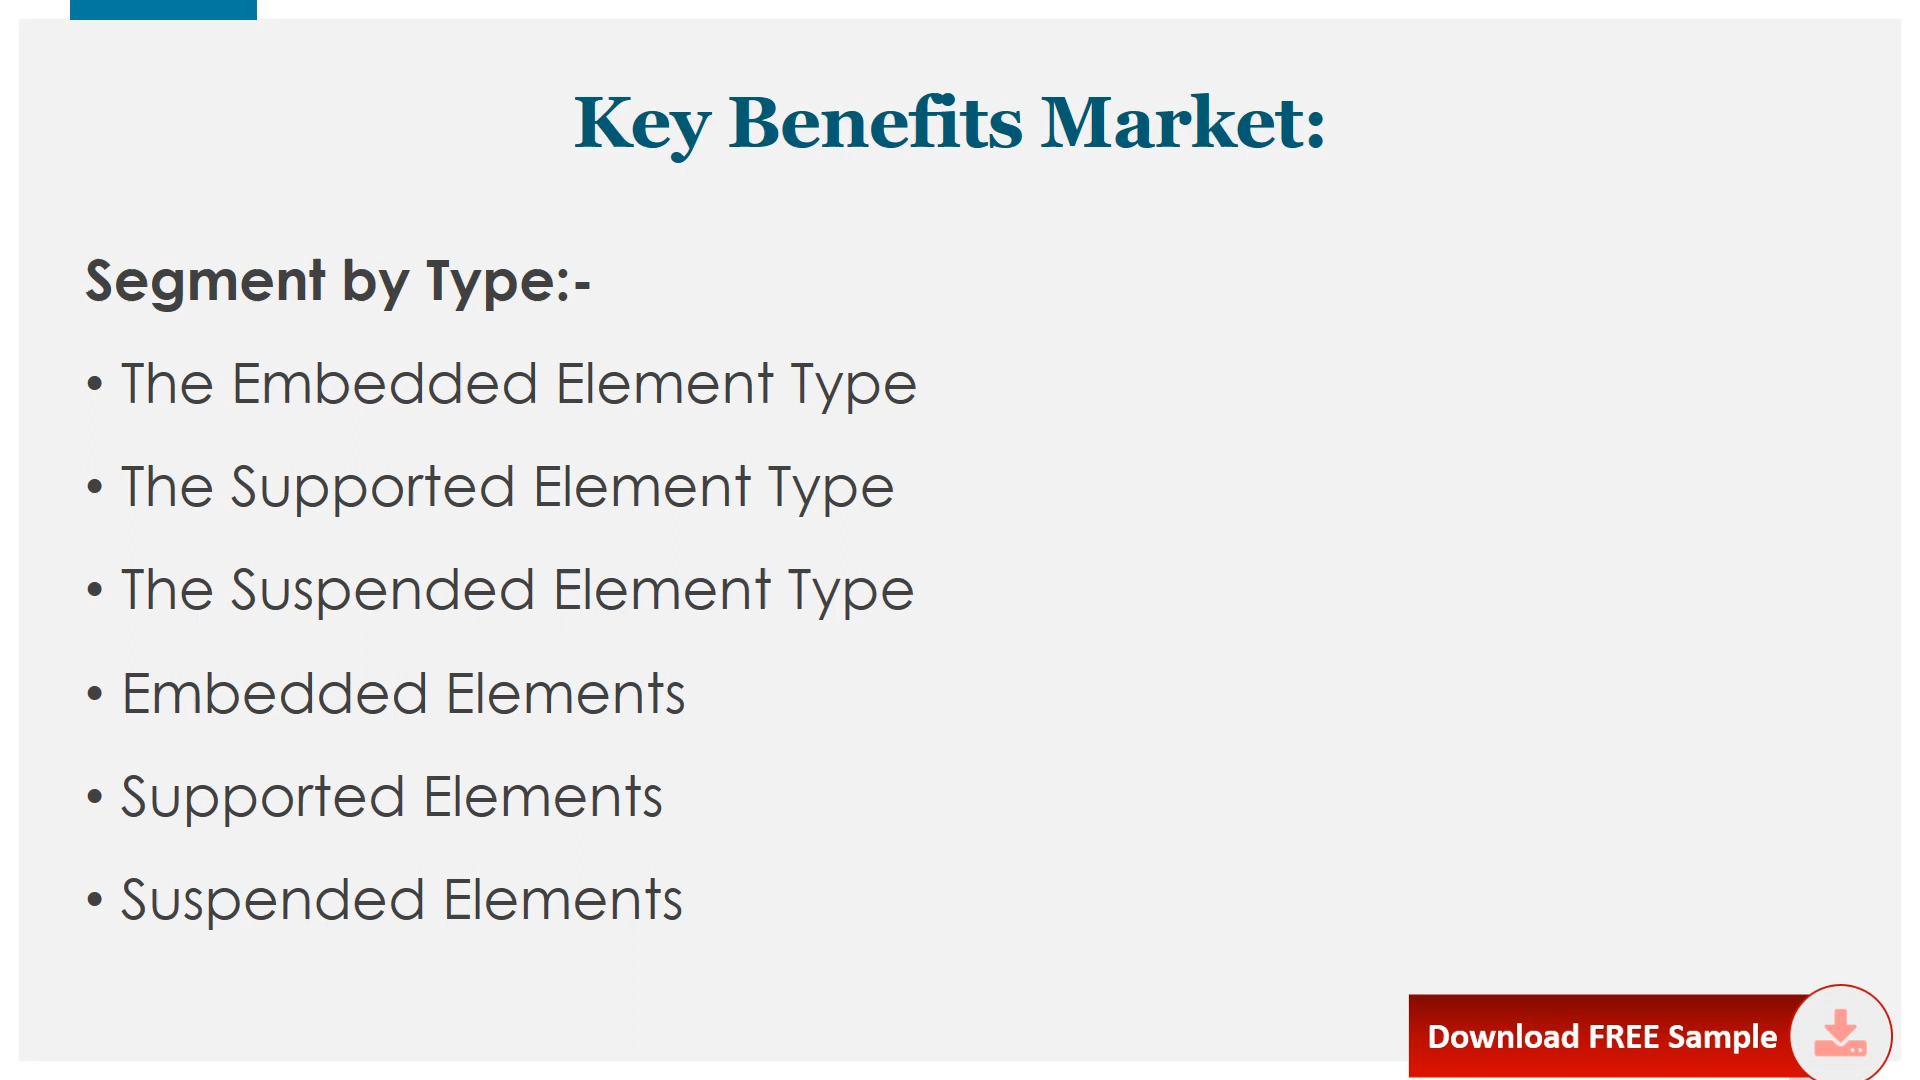 Key Benefits Market:
Segment by Type:-
• The Embedded Element Type
• The Supported Element Type
• The Suspended Element Type
• Embedded Elements
• Supported Elements
• Suspended Elements
Download FREE Sample